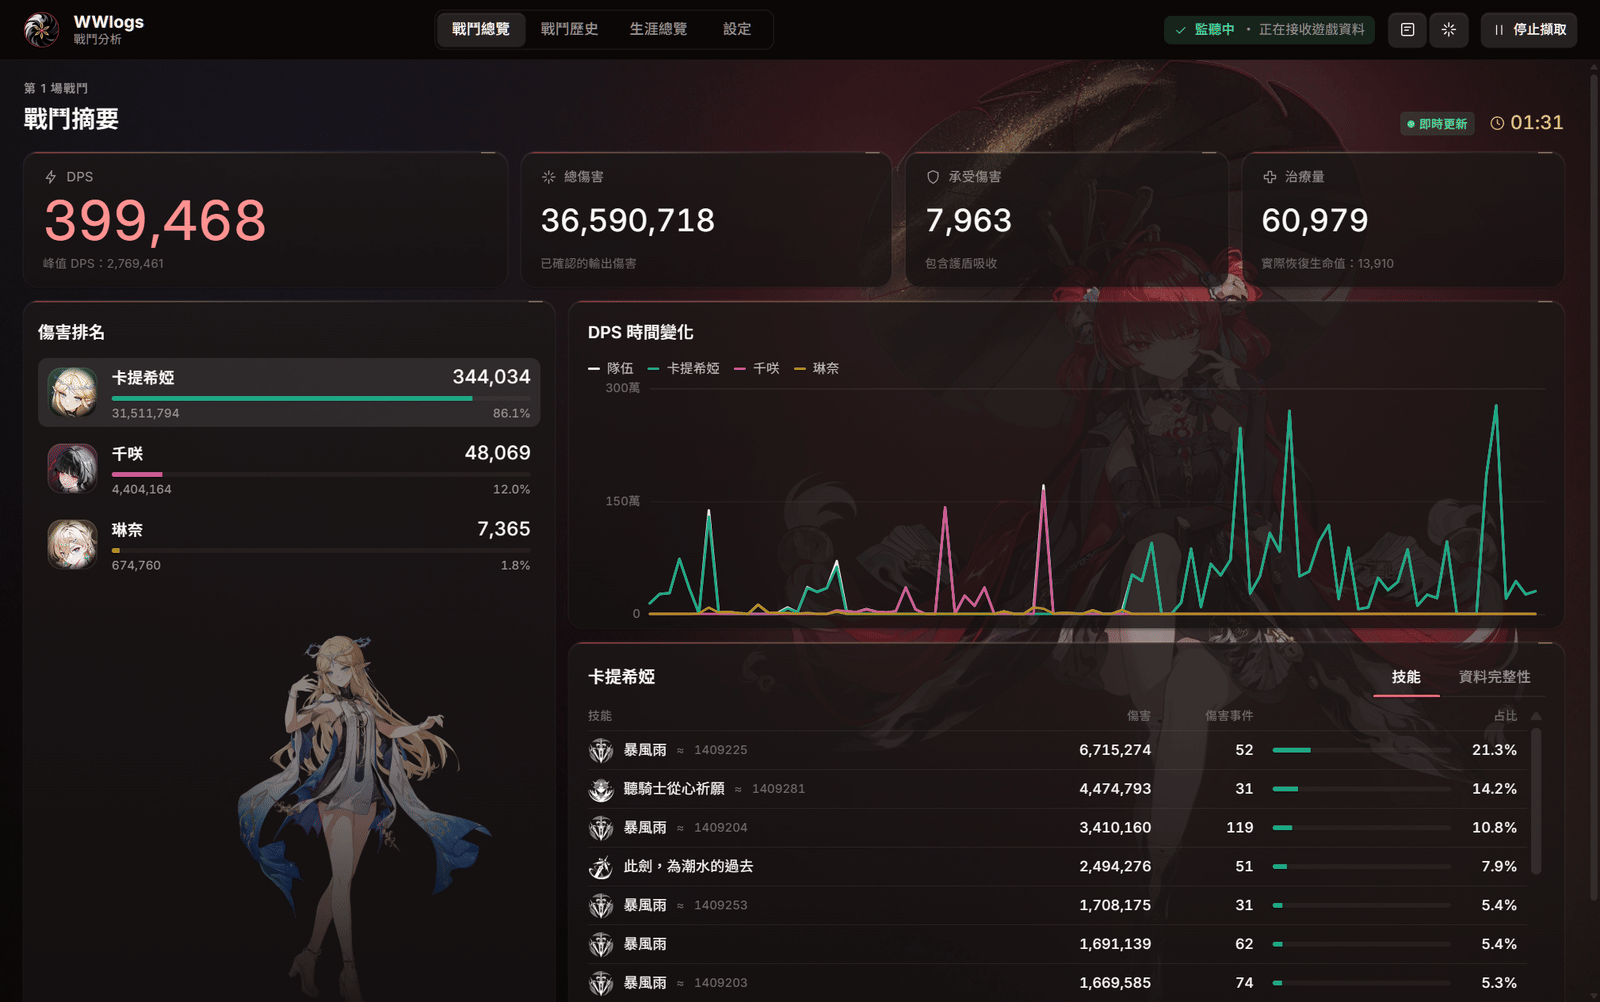 WWlogs
戰鬥分析
戰鬥總覽
戰鬥歷史
生涯總覽
設定
監聽中 · 正在接收遊戲資料
停止擷取
第 1 場戰鬥
戰鬥摘要
即時更新
01:31
DPS
399,468
峰值 DPS：2,769,461
總傷害
36,590,718
已確認的輸出傷害
承受傷害
7,963
包含護盾吸收
治療量
60,979
實際恢復生命值：13,910
傷害排名
卡提希婭
344,034
31,511,794
86.1%
千咲
48,069
4,404,164
12.0%
琳奈
7,365
674,760
1.8%
DPS 時間變化
隊伍 卡提希婭 千咲 琳奈
300萬
150萬
0
卡提希婭
技能
資料完整性
技能 傷害 傷害事件 占比
暴風雨 ≈ 1409225 6,715,274 52 21.3%
聽騎士從心祈願 ≈ 1409281 4,474,793 31 14.2%
暴風雨 ≈ 1409204 3,410,160 119 10.8%
此劍，為潮水的過去 2,494,276 51 7.9%
暴風雨 ≈ 1409253 1,708,175 31 5.4%
暴風雨 1,691,139 62 5.4%
暴風雨 ≈ 1409203 1,669,585 74 5.3%